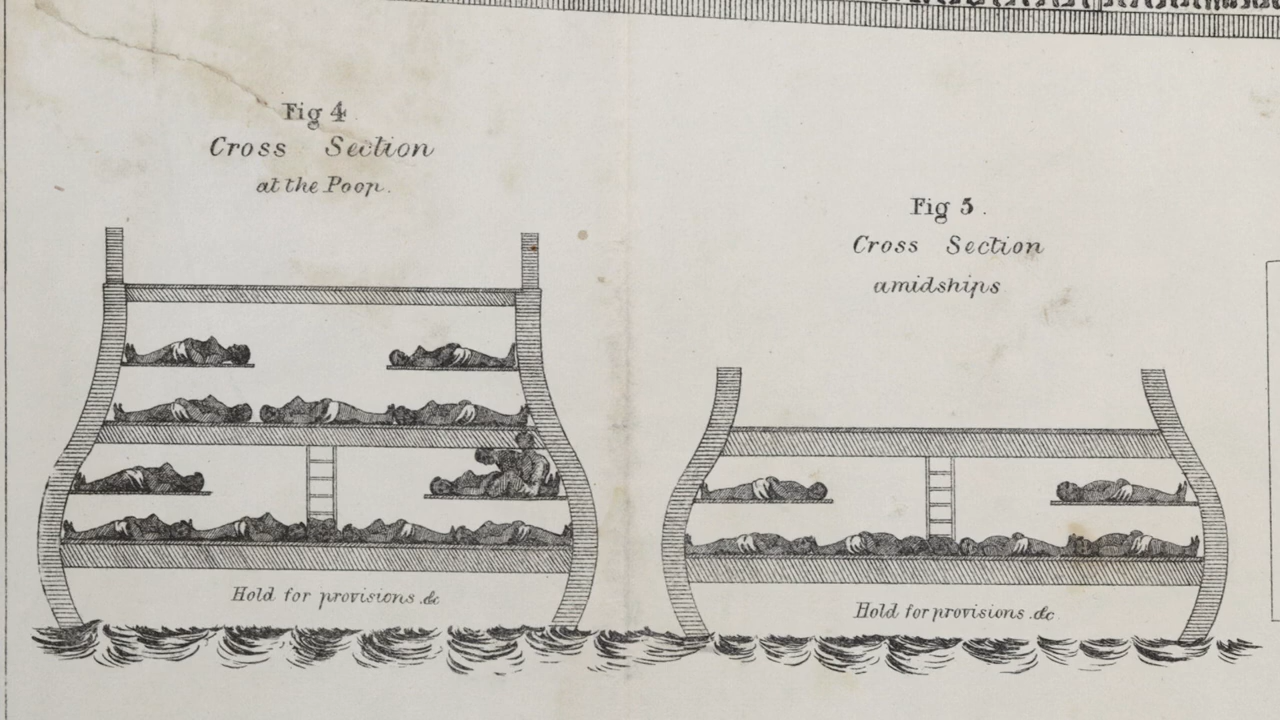 Fig 4
Cross Section
at the Poop.
Fig 5.
Cross Section
amidships
Hold for provisions .&c
Hold for provisions .&c